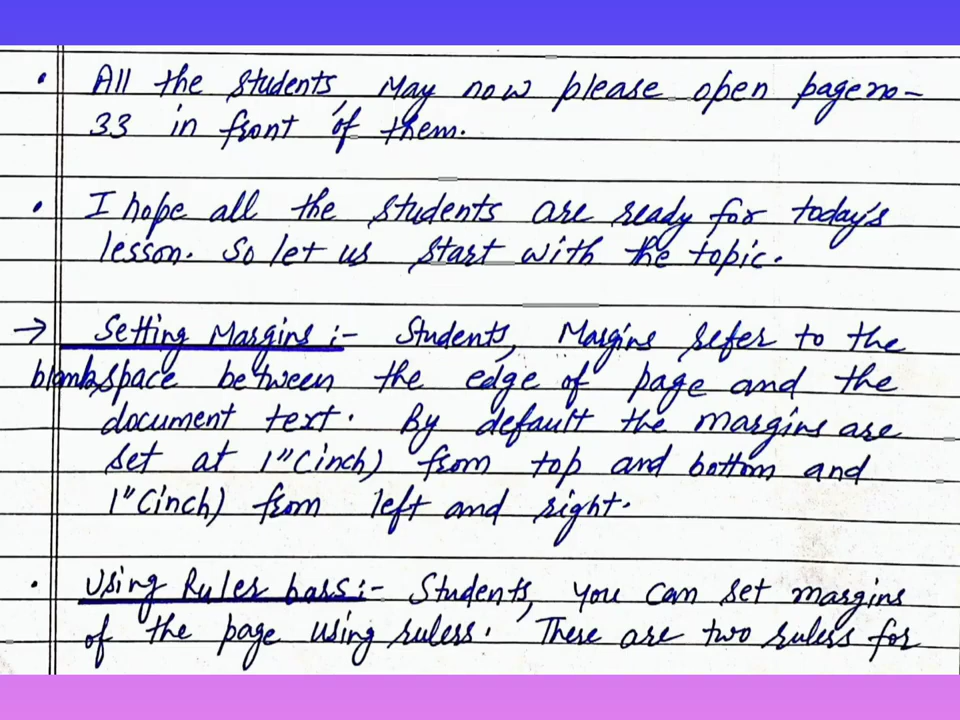 • All the students, May now please open page no-
33 in front of them.
• I hope all the students are ready for today's
lesson. So let us start with the topic.
→ Setting Margins :- Students, Margins refer to the
blank space between the edge of page and the
document text. By default the margins are
set at 1" (inch) from top and bottom and
1" (inch) from left and right.
• Using Ruler bars :- Students, you can set margins
of the page using rulers. There are two rulers for